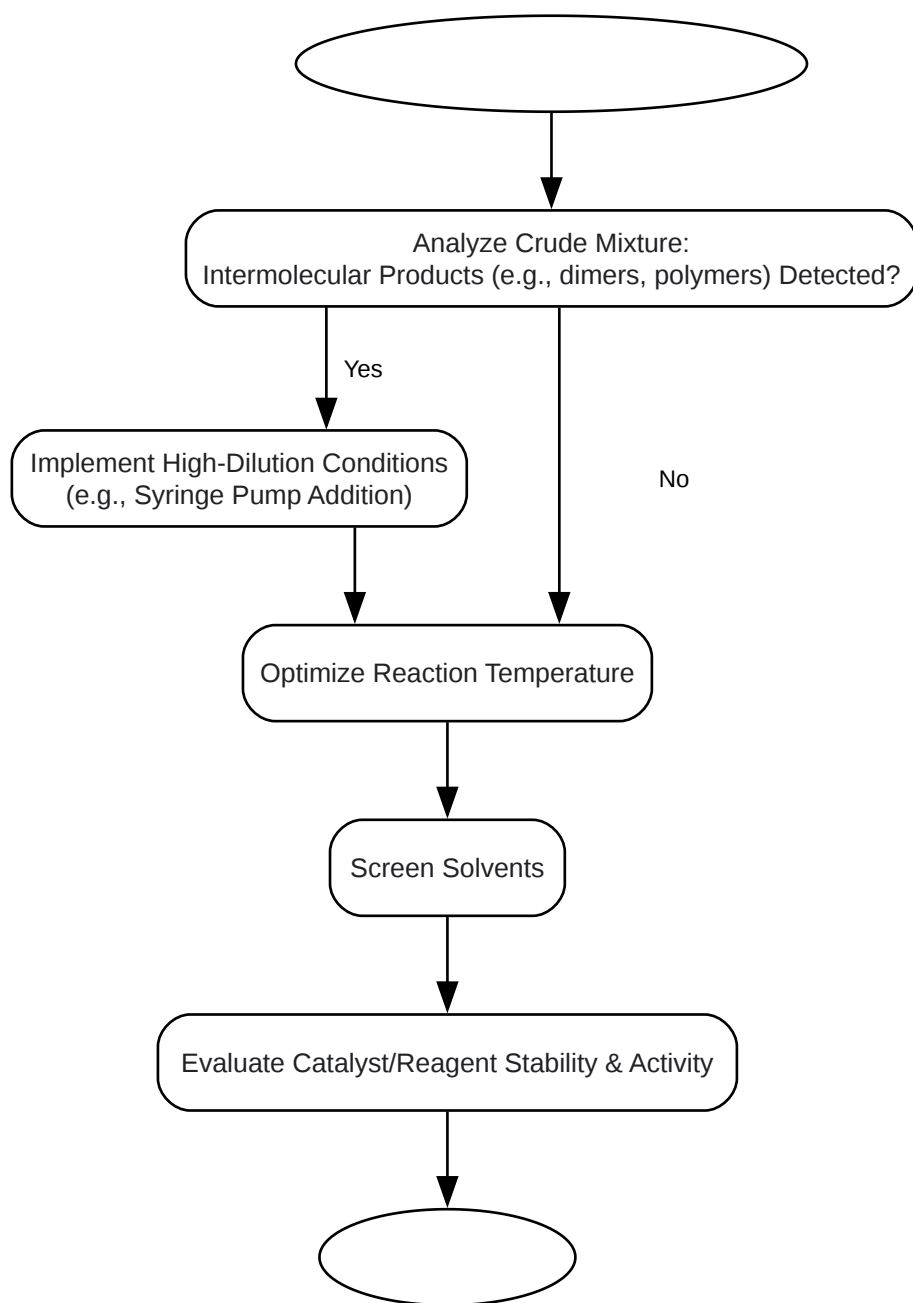 Analyze Crude Mixture:
Intermolecular Products (e.g., dimers, polymers) Detected?
Yes
Implement High-Dilution Conditions
(e.g., Syringe Pump Addition)
No
Optimize Reaction Temperature
Screen Solvents
Evaluate Catalyst/Reagent Stability & Activity